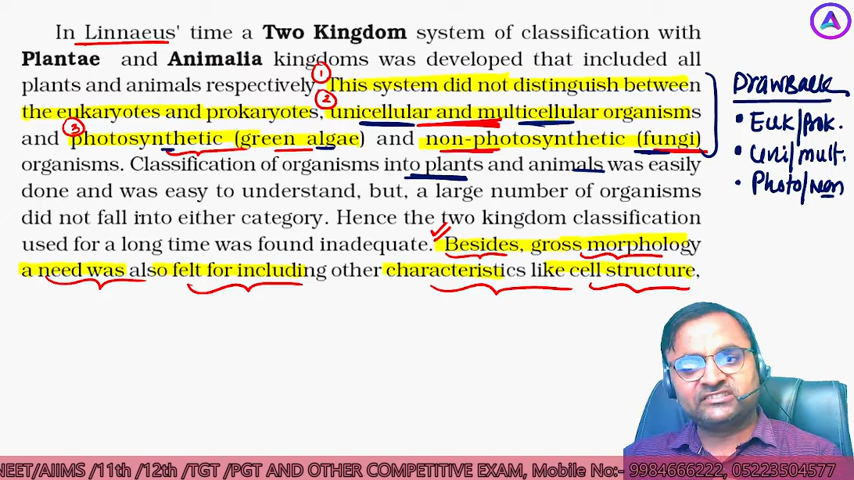 In Linnaeus' time a Two Kingdom system of classification with
Plantae and Animalia kingdoms was developed that included all
plants and animals respectively. 1 This system did not distinguish between
the eukaryotes and prokaryotes, 2 unicellular and multicellular organisms
and 3 photosynthetic (green algae) and non-photosynthetic (fungi)
organisms. Classification of organisms into plants and animals was easily
done and was easy to understand, but, a large number of organisms
did not fall into either category. Hence the two kingdom classification
used for a long time was found inadequate. Besides, gross morphology
a need was also felt for including other characteristics like cell structure,
DrawBack
• Euk/Prok.
• Uni/mult.
• Photo/Non
A
NEET/AIIMS /11th /12th /TGT /PGT AND OTHER COMPETITIVE EXAM, Mobile No:- 9984666222, 05223504577